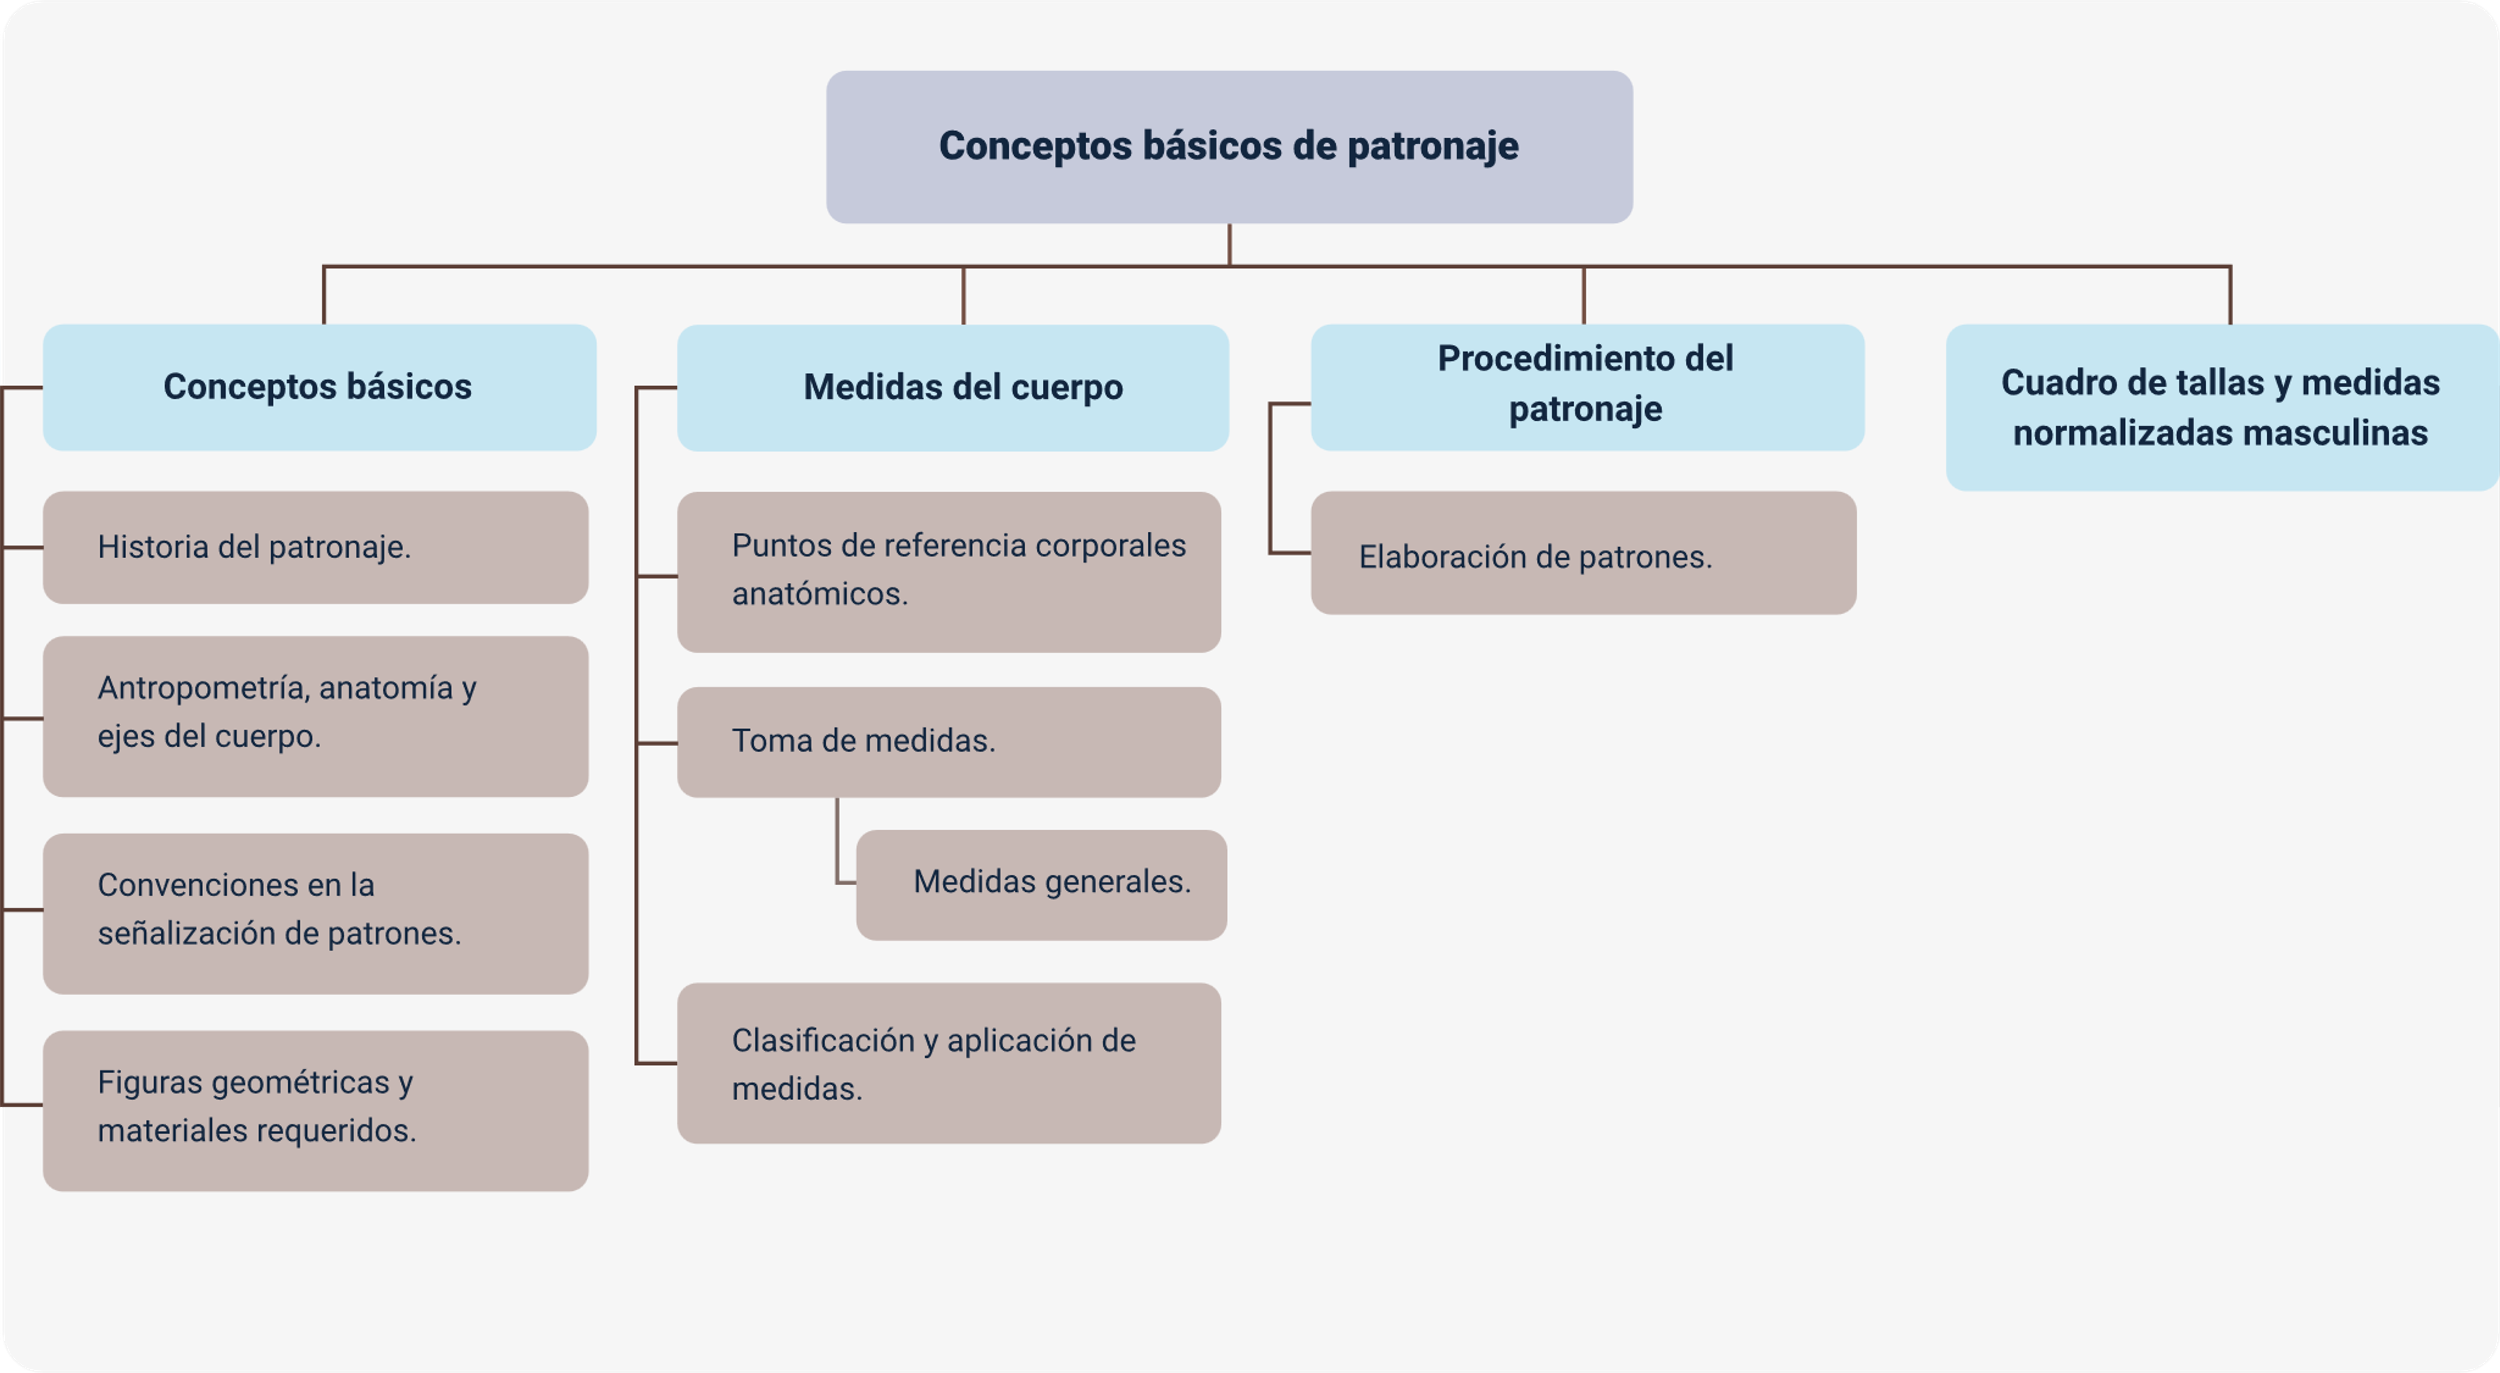 Conceptos básicos de patronaje
Conceptos básicos
Historia del patronaje.
Antropometría, anatomía y
ejes del cuerpo.
Convenciones en la
señalización de patrones.
Figuras geométricas y
materiales requeridos.
Medidas del cuerpo
Puntos de referencia corporales
anatómicos.
Toma de medidas.
Medidas generales.
Clasificación y aplicación de
medidas.
Procedimiento del
patronaje
Elaboración de patrones.
Cuadro de tallas y medidas
normalizadas masculinas